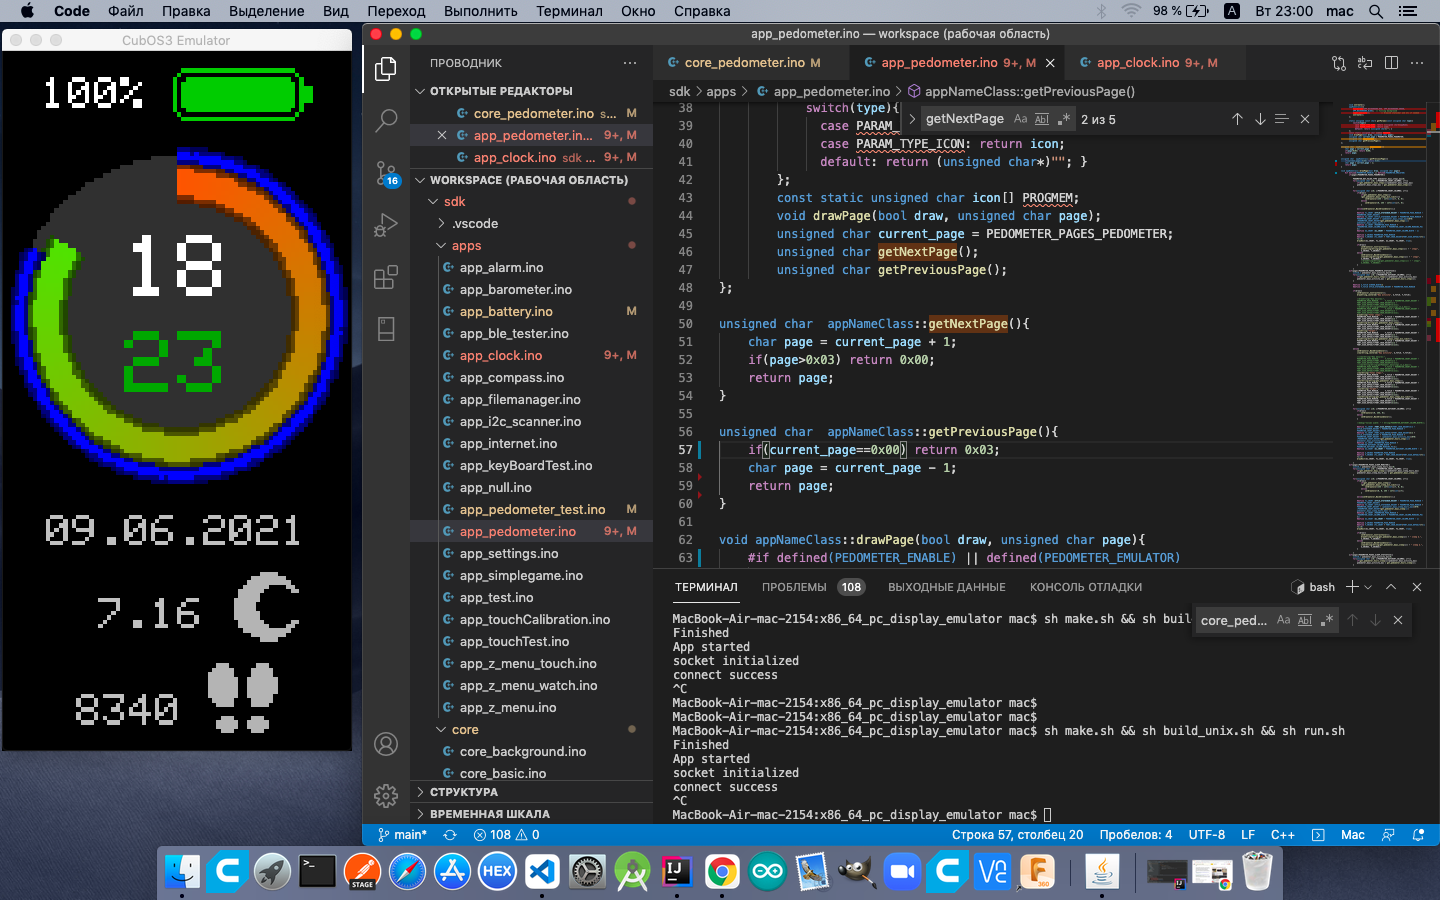 Code Файл Правка Выделение Вид Переход Выполнить Терминал Окно Справка 98 % A Вт 23:00 mac
CubOS3 Emulator
100%
18
23
09.06.2021
7.16
8340
app_pedometer.ino — workspace (рабочая область)
ПРОВОДНИК ···
ОТКРЫТЫЕ РЕДАКТОРЫ
core_pedometer.ino s... M
app_pedometer.in... 9+, M
app_clock.ino sdk ... 9+, M
WORKSPACE (РАБОЧАЯ ОБЛАСТЬ)
16
sdk
.vscode
apps
app_alarm.ino
app_barometer.ino
app_battery.ino M
app_ble_tester.ino
app_clock.ino 9+, M
app_compass.ino
app_filemanager.ino
app_i2c_scanner.ino
app_internet.ino
app_keyBoardTest.ino
app_null.ino
app_pedometer_test.ino M
app_pedometer.ino 9+, M
app_settings.ino
app_simplegame.ino
app_test.ino
app_touchCalibration.ino
app_touchTest.ino
app_z_menu_touch.ino
app_z_menu_watch.ino
app_z_menu.ino
core
core_background.ino
core_basic.ino
СТРУКТУРА
ВРЕМЕННАЯ ШКАЛА
core_pedometer.ino M app_pedometer.ino 9+, M app_clock.ino 9+, M
sdk > apps > app_pedometer.ino > appNameClass::getPreviousPage()
getNextPage Aa Abl .* 2 из 5
38 switch(type){
39 case PARAM_
40 case PARAM_TYPE_ICON: return icon;
41 default: return (unsigned char*)""; }
42 };
43 const static unsigned char icon[] PROGMEM;
44 void drawPage(bool draw, unsigned char page);
45 unsigned char current_page = PEDOMETER_PAGES_PEDOMETER;
46 unsigned char getNextPage();
47 unsigned char getPreviousPage();
48 };
49
50 unsigned char appNameClass::getNextPage(){
51 char page = current_page + 1;
52 if(page>0x03) return 0x00;
53 return page;
54 }
55
56 unsigned char appNameClass::getPreviousPage(){
57 if(current_page==0x00) return 0x03;
58 char page = current_page - 1;
59 return page;
60 }
61
62 void appNameClass::drawPage(bool draw, unsigned char page){
63 #if defined(PEDOMETER_ENABLE) || defined(PEDOMETER_EMULATOR)
ТЕРМИНАЛ ПРОБЛЕМЫ 108 ВЫХОДНЫЕ ДАННЫЕ КОНСОЛЬ ОТЛАДКИ bash
core_ped... Aa Abl .*
MacBook-Air-mac-2154:x86_64_pc_display_emulator mac$ sh make.sh && sh buil
Finished
App started
socket initialized
connect success
^C
MacBook-Air-mac-2154:x86_64_pc_display_emulator mac$
MacBook-Air-mac-2154:x86_64_pc_display_emulator mac$
MacBook-Air-mac-2154:x86_64_pc_display_emulator mac$ sh make.sh && sh build_unix.sh && sh run.sh
Finished
App started
socket initialized
connect success
^C
MacBook-Air-mac-2154:x86_64_pc_display_emulator mac$
main* 108 0 Строка 57, столбец 20 Пробелов: 4 UTF-8 LF C++ Mac
STAGE
HEX
IJ
360